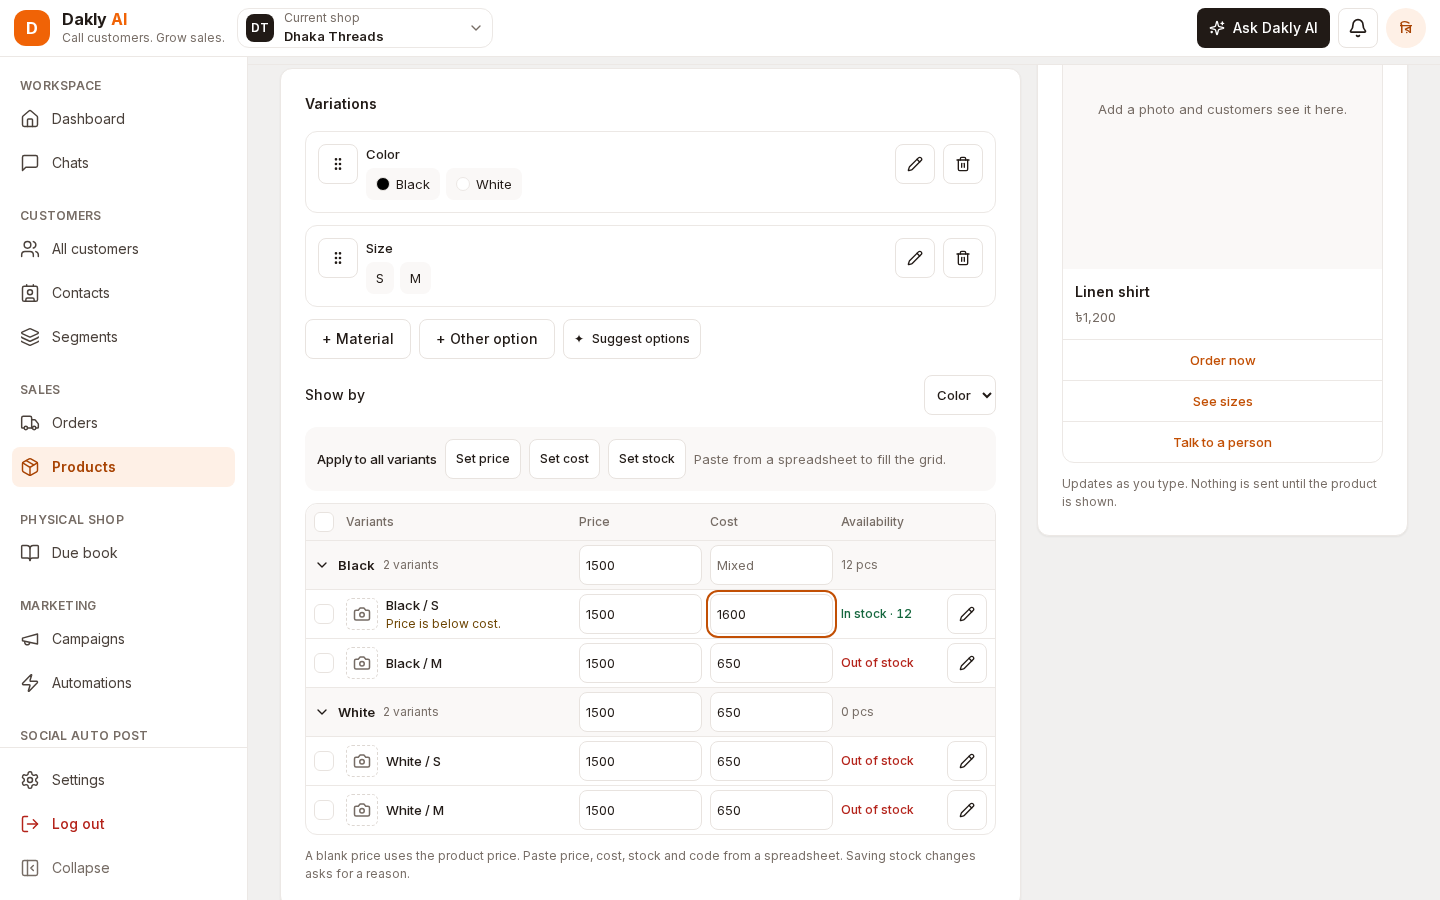 D
Dakly AI
Call customers. Grow sales.
DT
Current shop
Dhaka Threads
Ask Dakly AI
রি
WORKSPACE
Dashboard
Chats
CUSTOMERS
All customers
Contacts
Segments
SALES
Orders
Products
PHYSICAL SHOP
Due book
MARKETING
Campaigns
Automations
SOCIAL AUTO POST
Settings
Log out
Collapse
Variations
Color
Black
White
Size
S
M
+ Material
+ Other option
✦ Suggest options
Show by
Color
Apply to all variants
Set price
Set cost
Set stock
Paste from a spreadsheet to fill the grid.
Variants Price Cost Availability
Black 2 variants 1500 Mixed 12 pcs
Black / S 1500 1600 In stock · 12
Price is below cost.
Black / M 1500 650 Out of stock
White 2 variants 1500 650 0 pcs
White / S 1500 650 Out of stock
White / M 1500 650 Out of stock
A blank price uses the product price. Paste price, cost, stock and code from a spreadsheet. Saving stock changes
asks for a reason.
Add a photo and customers see it here.
Linen shirt
৳1,200
Order now
See sizes
Talk to a person
Updates as you type. Nothing is sent until the product
is shown.